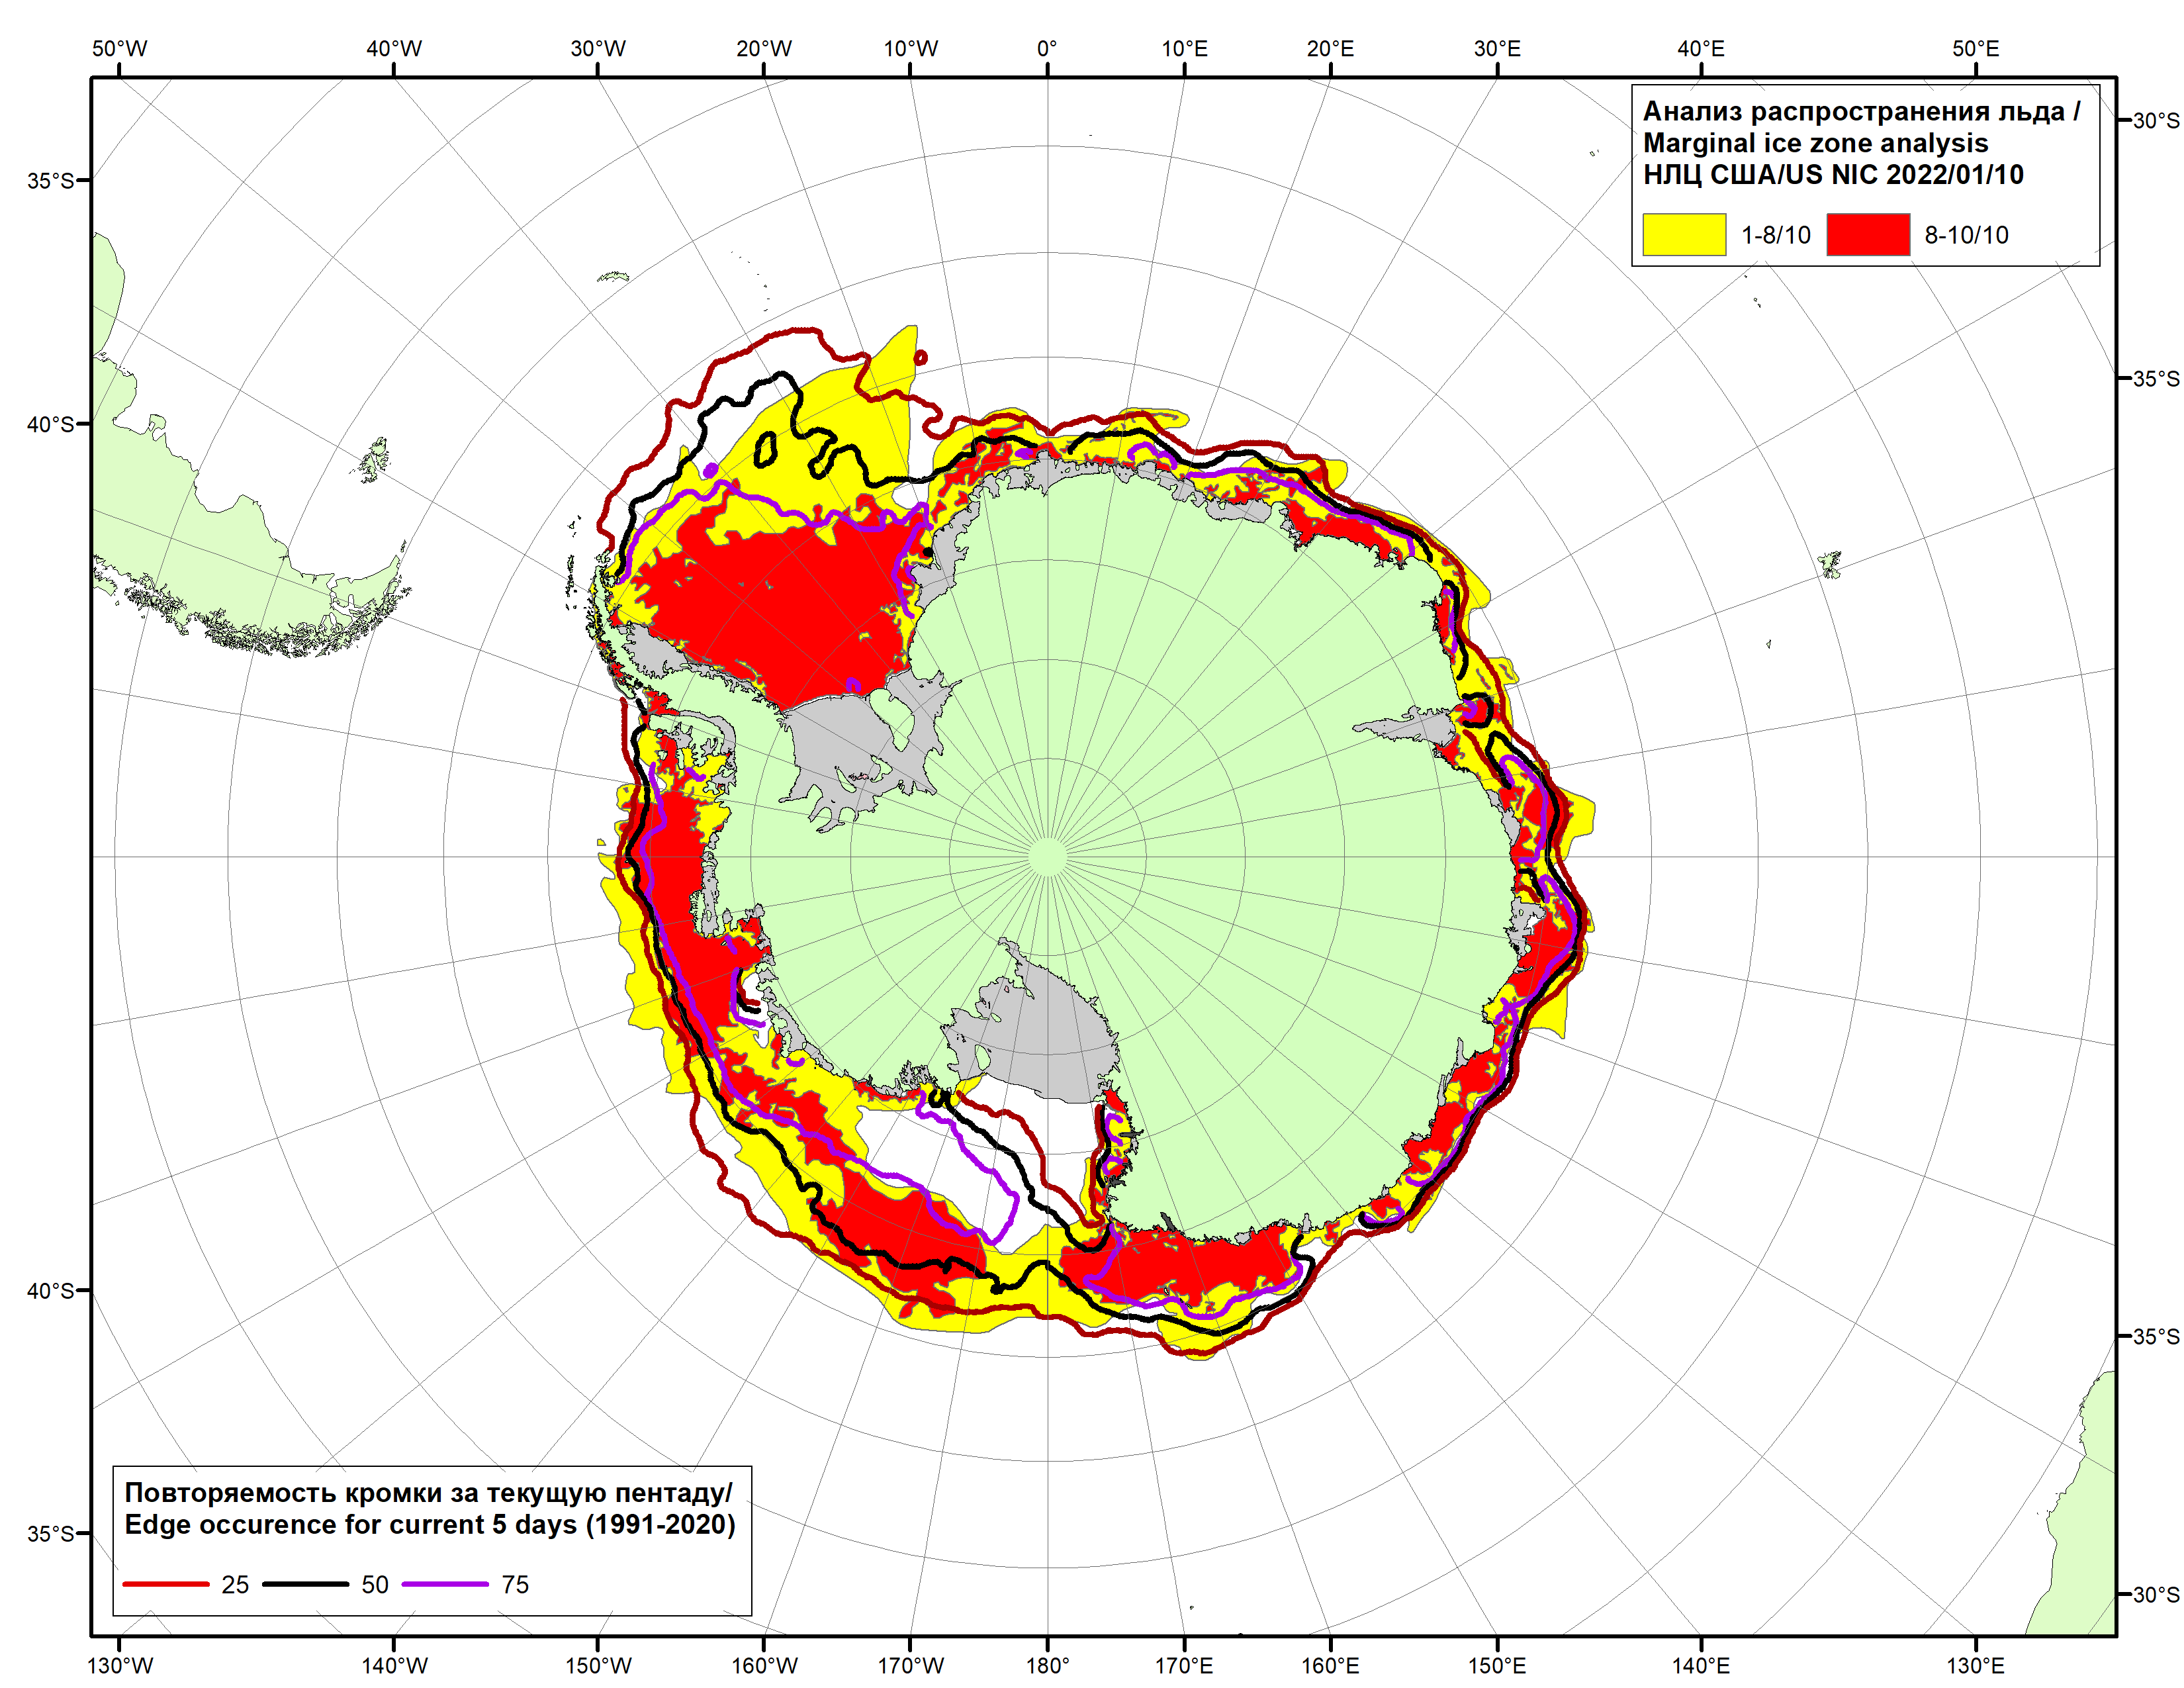 50°W 40°W 30°W 20°W 10°W 0° 10°E 20°E 30°E 40°E 50°E
Анализ распространения льда /
Marginal ice zone analysis
НЛЦ США/US NIC 2022/01/10
1-8/10 8-10/10
30°S
35°S
35°S
40°S
40°S
35°S
35°S
30°S
Повторяемость кромки за текущую пентаду/
Edge occurence for current 5 days (1991-2020)
25 50 75
130°W 140°W 150°W 160°W 170°W 180° 170°E 160°E 150°E 140°E 130°E